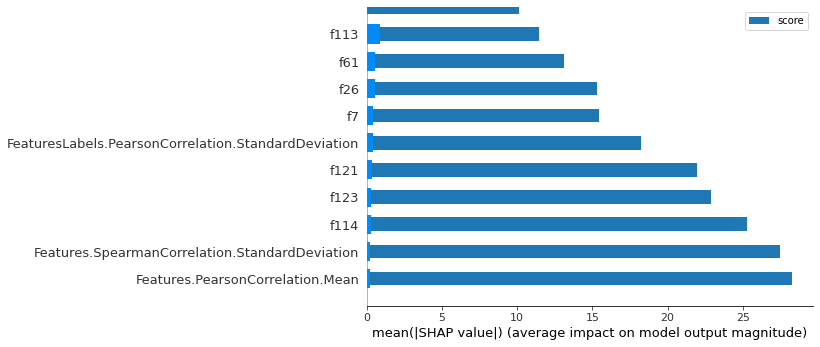 score
f113
f61
f26
f7
FeaturesLabels.PearsonCorrelation.StandardDeviation
f121
f123
f114
Features.SpearmanCorrelation.StandardDeviation
Features.PearsonCorrelation.Mean
0 5 10 15 20 25
mean(|SHAP value|) (average impact on model output magnitude)